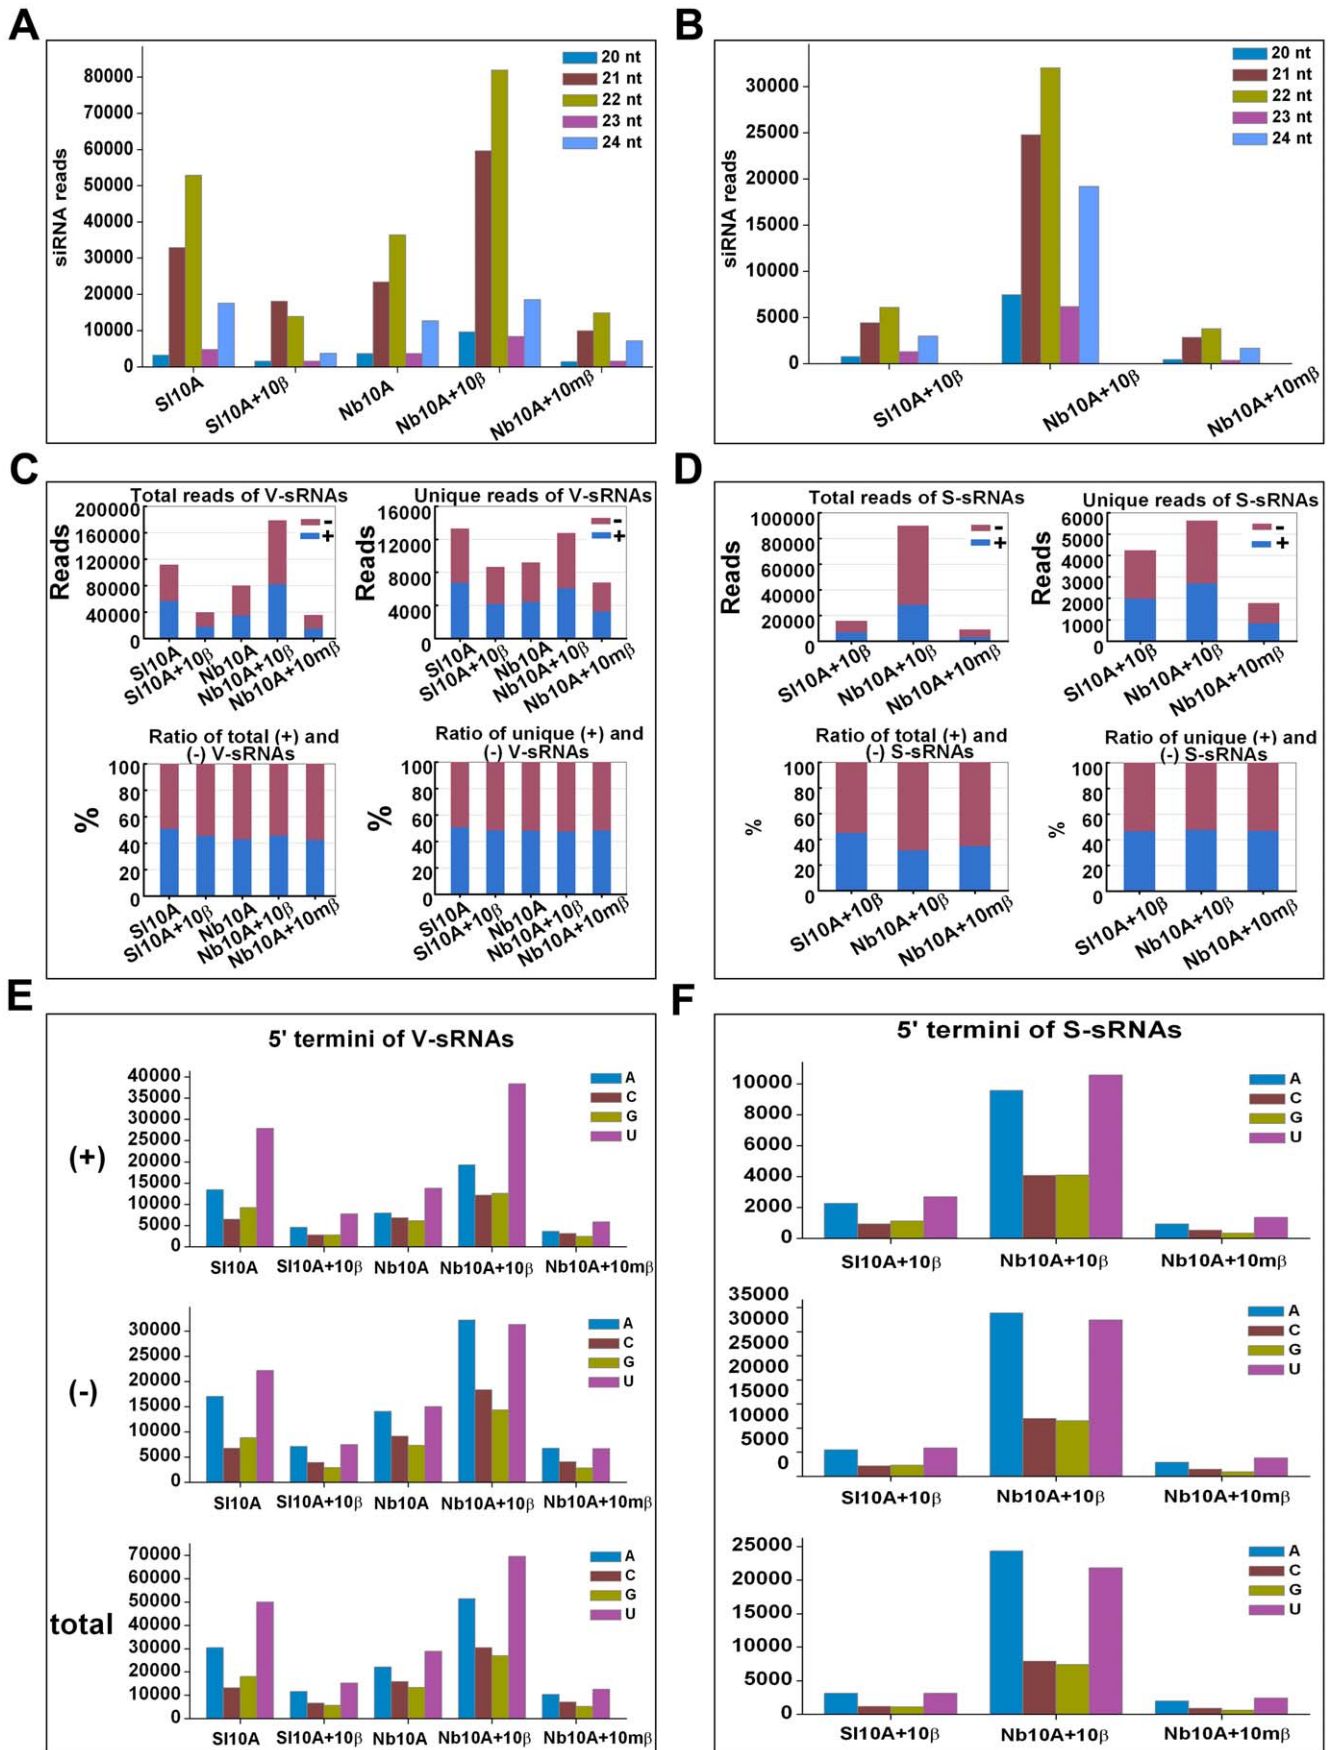 A
80000
70000
60000
50000
40000
30000
20000
10000
0
siRNA reads
20 nt
21 nt
22 nt
23 nt
24 nt
Sl10A
Sl10A+10β
Nb10A
Nb10A+10β
Nb10A+10mβ
B
30000
25000
20000
15000
10000
5000
0
siRNA reads
20 nt
21 nt
22 nt
23 nt
24 nt
Sl10A+10β
Nb10A+10β
Nb10A+10mβ
C
Total reads of V-sRNAs
200000
160000
120000
80000
40000
0
Reads
-
+
Sl10A
Sl10A+10β
Nb10A
Nb10A+10β
Nb10A+10mβ
Unique reads of V-sRNAs
16000
12000
8000
4000
0
Reads
-
+
Sl10A
Sl10A+10β
Nb10A
Nb10A+10β
Nb10A+10mβ
Ratio of total (+) and
(-) V-sRNAs
100
80
60
40
20
0
%
Sl10A
Sl10A+10β
Nb10A
Nb10A+10β
Nb10A+10mβ
Ratio of unique (+) and
(-) V-sRNAs
100
80
60
40
20
0
%
Sl10A
Sl10A+10β
Nb10A
Nb10A+10β
Nb10A+10mβ
D
Total reads of S-sRNAs
100000
80000
60000
40000
20000
0
Reads
-
+
Sl10A+10β
Nb10A+10β
Nb10A+10mβ
Unique reads of S-sRNAs
6000
5000
4000
3000
2000
1000
0
Reads
-
+
Sl10A+10β
Nb10A+10β
Nb10A+10mβ
Ratio of total (+) and
(-) S-sRNAs
100
80
60
40
20
0
%
Sl10A+10β
Nb10A+10β
Nb10A+10mβ
Ratio of unique (+) and
(-) S-sRNAs
100
80
60
40
20
0
%
Sl10A+10β
Nb10A+10β
Nb10A+10mβ
E
5' termini of V-sRNAs
(+)
40000
35000
30000
25000
20000
15000
10000
5000
0
A
C
G
U
Sl10A Sl10A+10β Nb10A Nb10A+10β Nb10A+10mβ
(-)
30000
25000
20000
15000
10000
5000
0
A
C
G
U
Sl10A Sl10A+10β Nb10A Nb10A+10β Nb10A+10mβ
total
70000
60000
50000
40000
30000
20000
10000
0
A
C
G
U
Sl10A Sl10A+10β Nb10A Nb10A+10β Nb10A+10mβ
F
5' termini of S-sRNAs
10000
8000
6000
4000
2000
0
A
C
G
U
Sl10A+10β Nb10A+10β Nb10A+10mβ
35000
30000
25000
20000
15000
10000
5000
0
A
C
G
U
Sl10A+10β Nb10A+10β Nb10A+10mβ
25000
20000
15000
10000
5000
0
A
C
G
U
Sl10A+10β Nb10A+10β Nb10A+10mβ